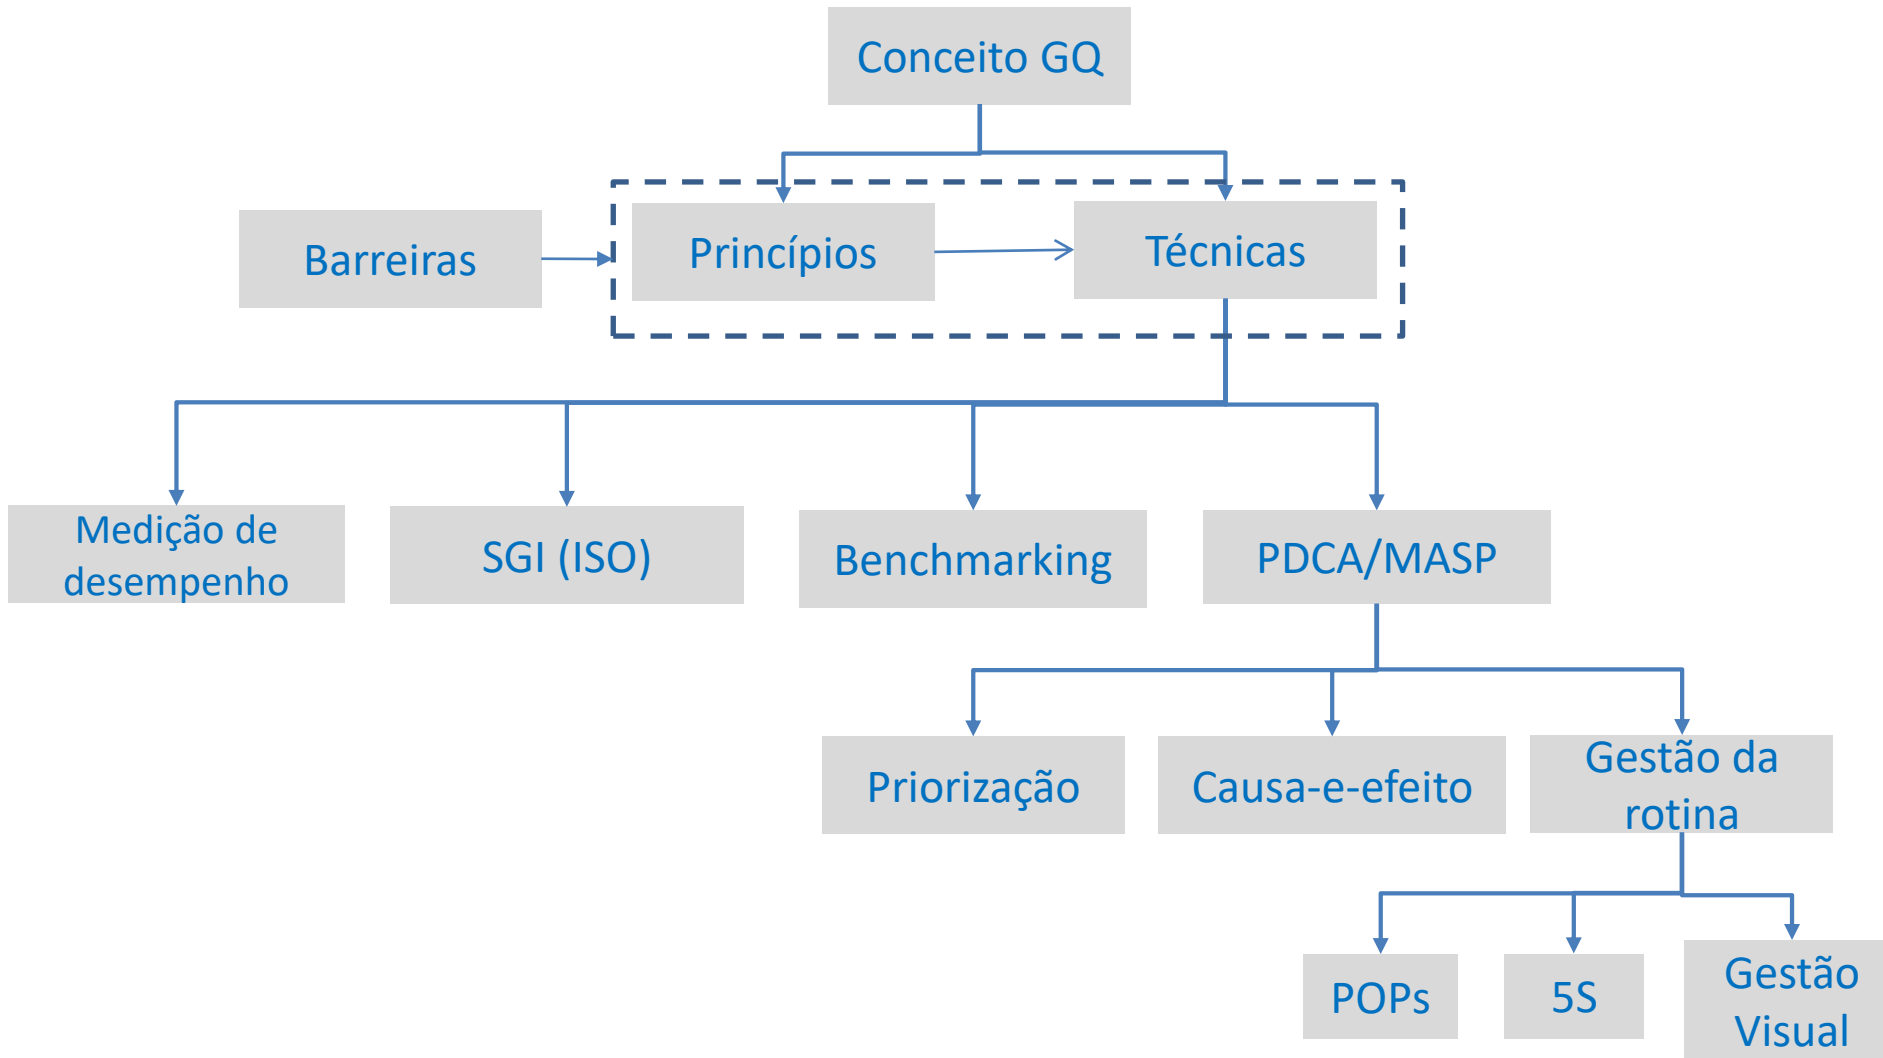 Conceito GQ
Barreiras
Princípios
Técnicas
Medição de
desempenho
SGI (ISO)
Benchmarking
PDCA/MASP
Priorização
Causa-e-efeito
Gestão da
rotina
POPs
5S
Gestão
Visual